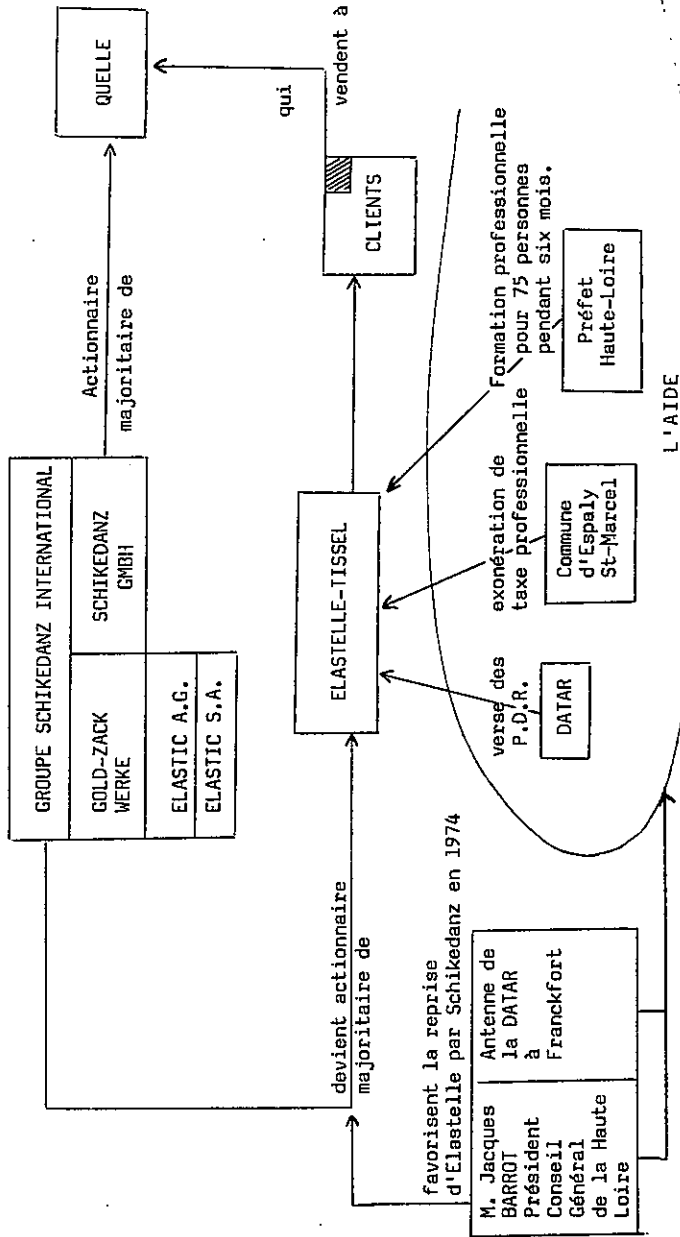 GROUPE SCHIKEDANZ INTERNATIONAL
GOLD-ZACK
WERKE
SCHIKEDANZ
GMBH
ELASTIC A.G.
ELASTIC S.A.
Actionnaire
majoritaire de
QUELLE
devient actionnaire
majoritaire de
ELASTELLE-TISSEL
CLIENTS
qui
vendent à
favorisent la reprise
d'Elastelle par Schikedanz en 1974
M. Jacques
BARROT
Président
Conseil
Général
de la Haute
Loire
Antenne de
la DATAR
à
Franckfort
verse des
P.D.R.
DATAR
exonération de
taxe professionnelle
Commune
d'Espaly
St-Marcel
Formation professionnelle
pour 75 personnes
pendant six mois.
Préfet
Haute-Loire
L'AIDE